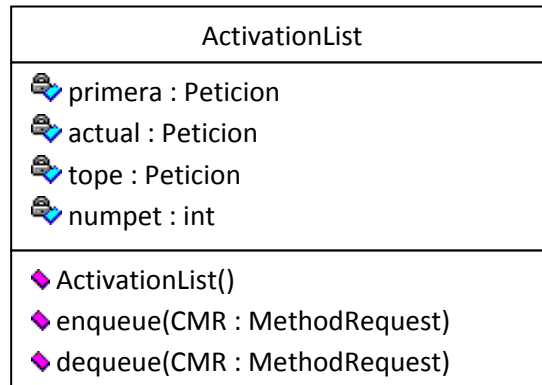 ActivationList
primera : Peticion
actual : Peticion
tope : Peticion
numpet : int
ActivationList()
enqueue(CMR : MethodRequest)
dequeue(CMR : MethodRequest)